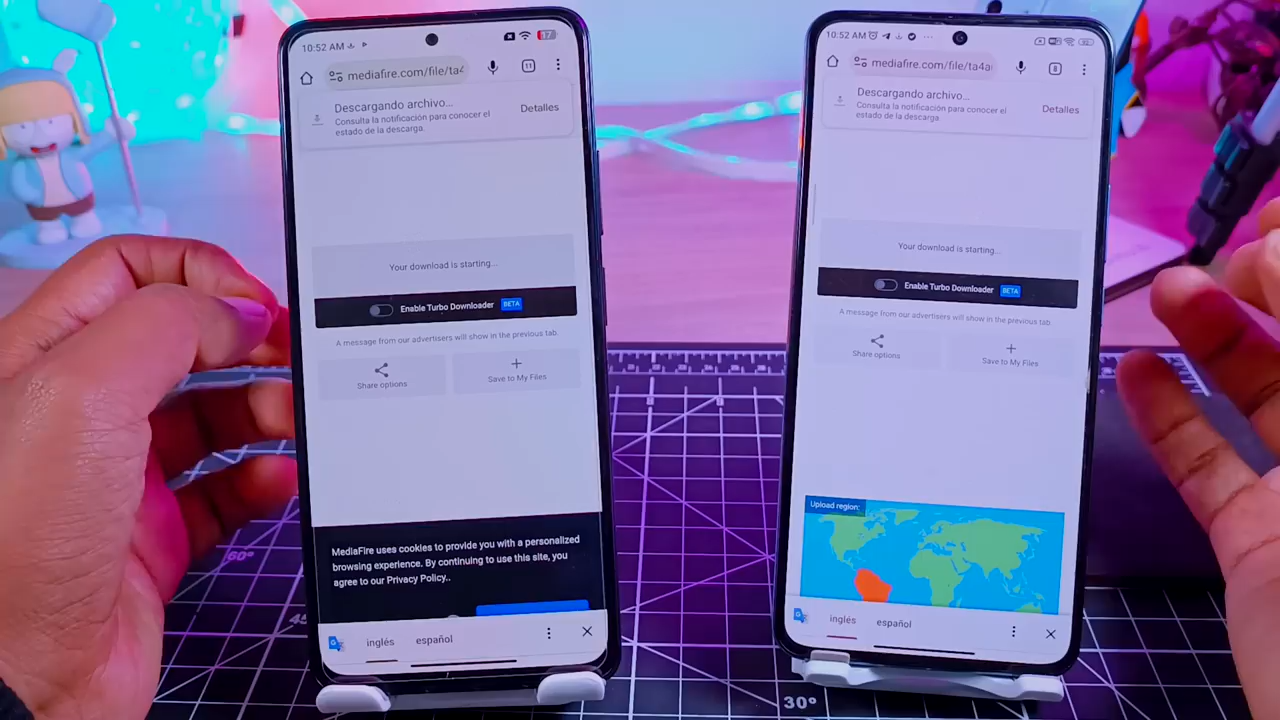 10:52 AM
17
mediafire.com/file/ta4
11
Descargando archivo...
Consulta la notificación para conocer el
estado de la descarga.
Detalles
Your download is starting...
Enable Turbo Downloader BETA
A message from our advertisers will show in the previous tab.
Share options
Save to My Files
MediaFire uses cookies to provide you with a personalized
browsing experience. By continuing to use this site, you
agree to our Privacy Policy..
inglés español
10:52 AM
mediafire.com/file/ta4a
8
Descargando archivo...
Consulta la notificación para conocer el
estado de la descarga.
Detalles
Your download is starting...
Enable Turbo Downloader BETA
A message from our advertisers will show in the previous tab.
Share options
Save to My Files
Upload region:
inglés español
60°
30°